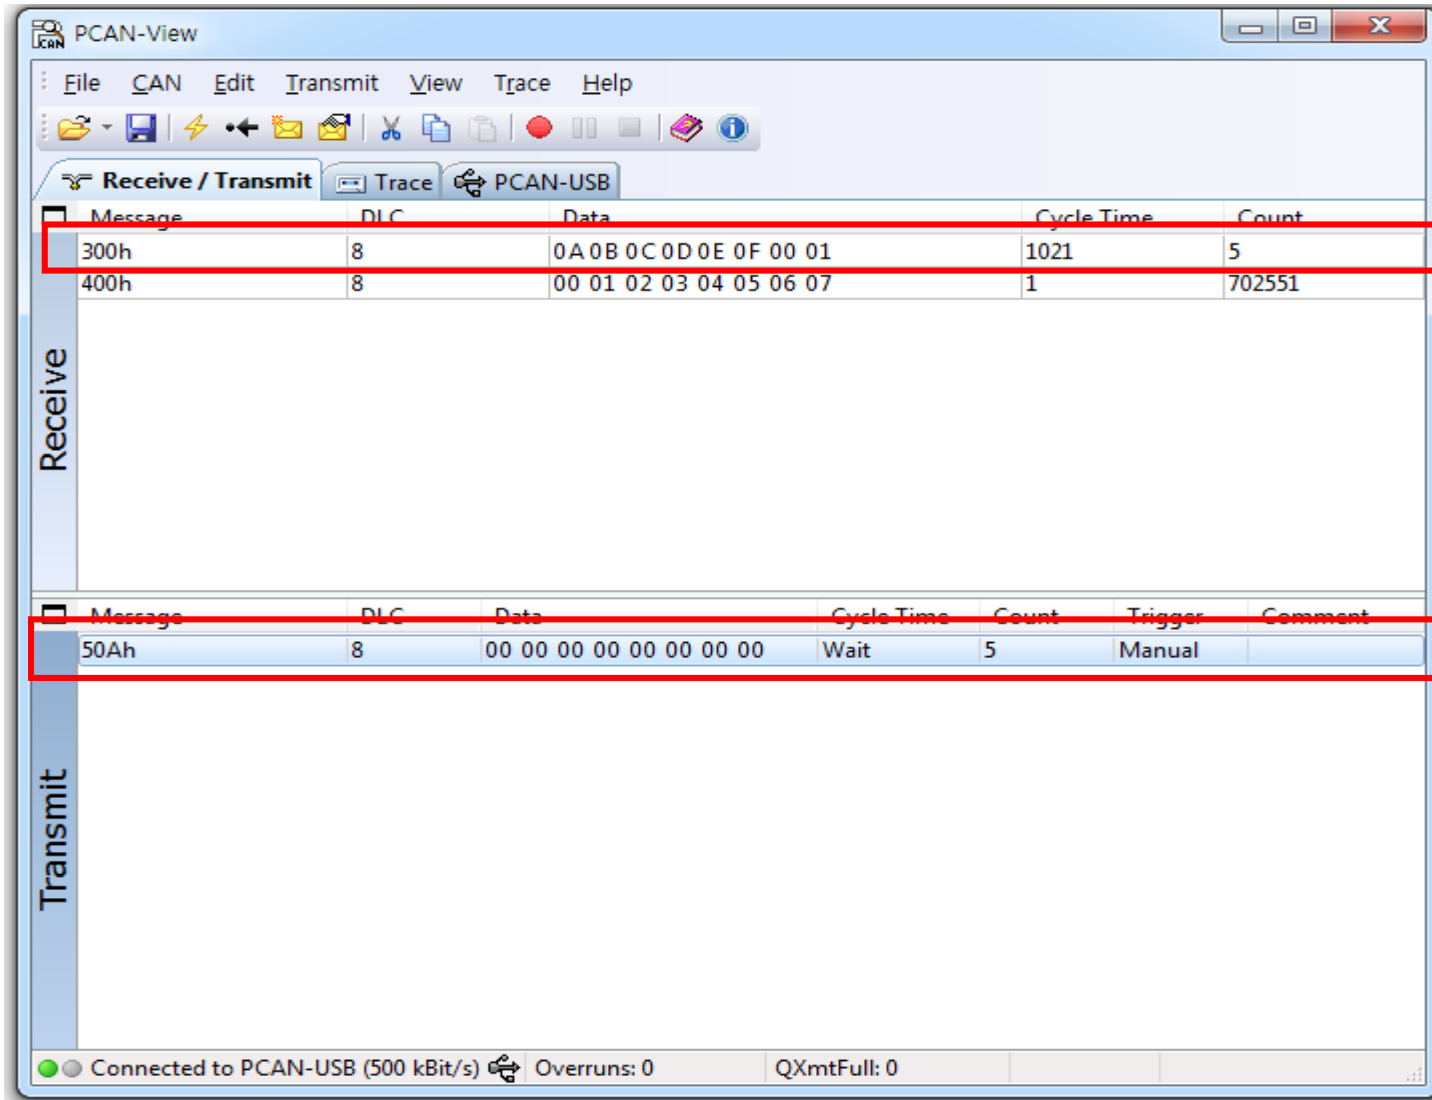 PCAN-View
File CAN Edit Transmit View Trace Help
Receive / Transmit Trace PCAN-USB
Message DLC Data Cycle Time Count
300h 8 0A 0B 0C 0D 0E 0F 00 01 1021 5
400h 8 00 01 02 03 04 05 06 07 1 702551
Receive
Message DLC Data Cycle Time Count Trigger Comment
50Ah 8 00 00 00 00 00 00 00 00 Wait 5 Manual
Transmit
Connected to PCAN-USB (500 kBit/s) Overruns: 0 QXmtFull: 0